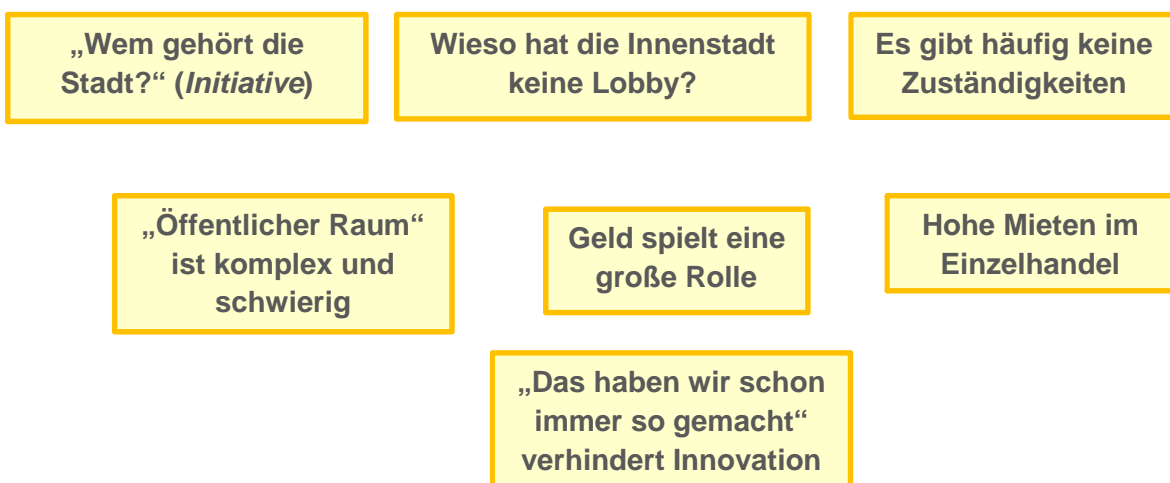 „Wem gehört die
Stadt?“ (Initiative)
Wieso hat die Innenstadt
keine Lobby?
Es gibt häufig keine
Zuständigkeiten
„Öffentlicher Raum“
ist komplex und
schwierig
Geld spielt eine
große Rolle
Hohe Mieten im
Einzelhandel
„Das haben wir schon
immer so gemacht“
verhindert Innovation